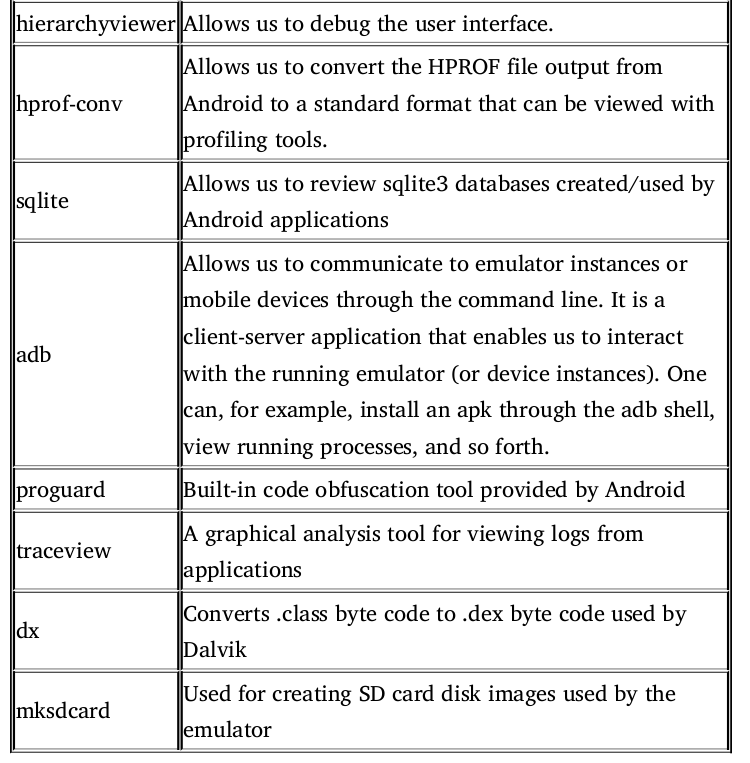 hierarchyviewer Allows us to debug the user interface.
Allows us to convert the HPROF file output from
hprof-conv Android to a standard format that can be viewed with
profiling tools.
sqlite
Allows us to review sqlite3 databases created/used by
Android applications
Allows us to communicate to emulator instances or
mobile devices through the command line. It is a
client-server application that enables us to interact
adb
with the running emulator (or device instances). One
can, for example, install an apk through the adb shell,
view running processes, and so forth.
proguard Built-in code obfuscation tool provided by Android
traceview
A graphical analysis tool for viewing logs from
applications
dx
Converts .class byte code to .dex byte code used by
Dalvik
mksdcard
Used for creating SD card disk images used by the
emulator